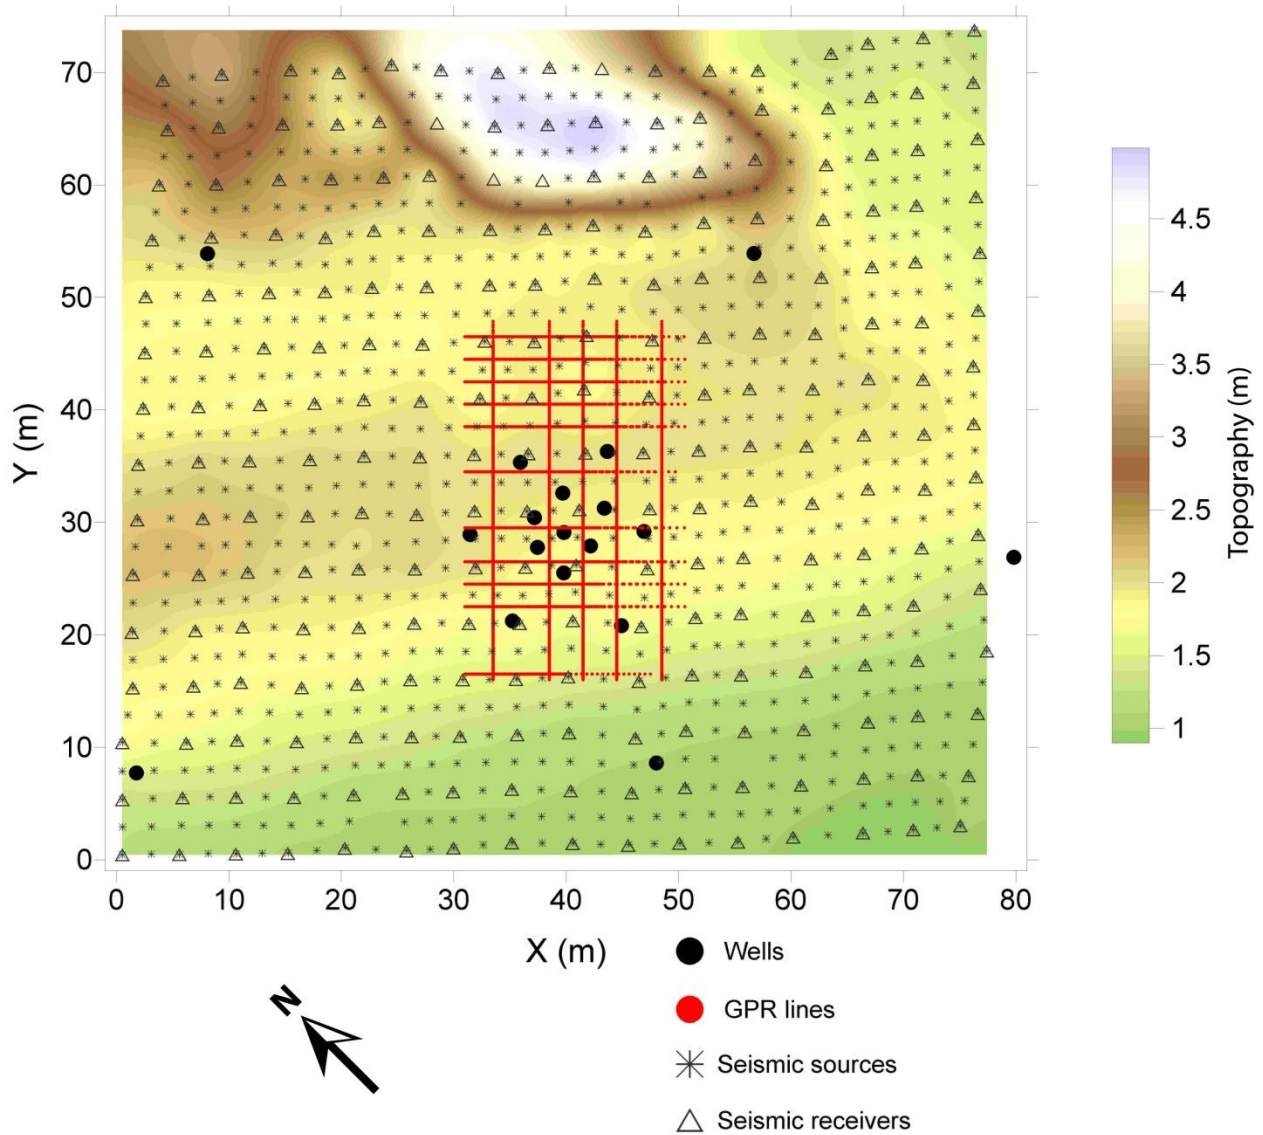 70
60
50
40
30
20
10
0
Y (m)
0 10 20 30 40 50 60 70 80
X (m)
4.5
4
3.5
3
2.5
2
1.5
1
Topography (m)
N
Wells
GPR lines
Seismic sources
Seismic receivers